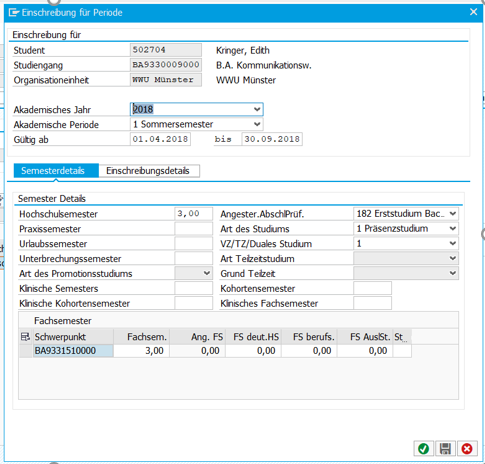 Einschreibung für Periode
Einschreibung für
Student 502704 Kringer, Edith
Studiengang BA9330009000 B.A. Kommunikationsw.
Organisationeinheit WWU Münster WWU Münster
Akademisches Jahr 2018
Akademische Periode 1 Sommersemester
Gültig ab 01.04.2018 bis 30.09.2018
Semesterdetails Einschreibungsdetails
Semester Details
Hochschulsemester 3,00 Angester.AbschlPrüf. 182 Erststudium Bac...
Praxissemester Art des Studiums 1 Präsenzstudium
Urlaubssemester VZ/TZ/Duales Studium 1
Unterbrechungssemester Art Teilzeitstudium
Art des Promotionsstudiums Grund Teilzeit
Klinische Semesters Kohortensemester
Klinische Kohortensemester Klinisches Fachsemester
Fachsemester
Schwerpunkt Fachsem. Ang. FS FS deut.HS FS berufs. FS AuslSt. St_
BA9331510000 3,00 0,00 0,00 0,00 0,00